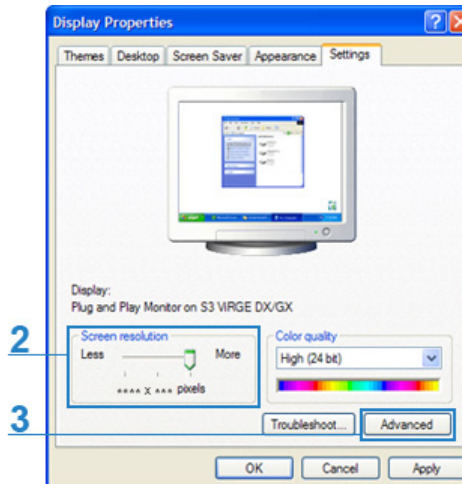 Display Properties
Themes Desktop Screen Saver Appearance Settings
Display:
Plug and Play Monitor on S3 VIRGE DX/GX
2
Screen resolution
Less More
**** X *** pixels
Color quality
High (24 bit)
3
Troubleshoot... Advanced
OK Cancel Apply